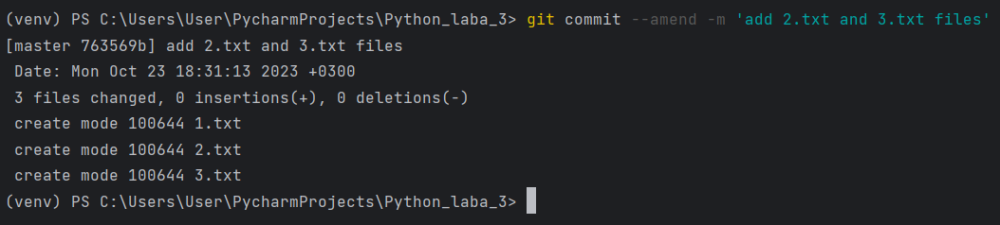 (venv) PS C:\Users\User\PycharmProjects\Python_laba_3> git commit --amend -m 'add 2.txt and 3.txt files'
[master 763569b] add 2.txt and 3.txt files
 Date: Mon Oct 23 18:31:13 2023 +0300
 3 files changed, 0 insertions(+), 0 deletions(-)
 create mode 100644 1.txt
 create mode 100644 2.txt
 create mode 100644 3.txt
(venv) PS C:\Users\User\PycharmProjects\Python_laba_3>